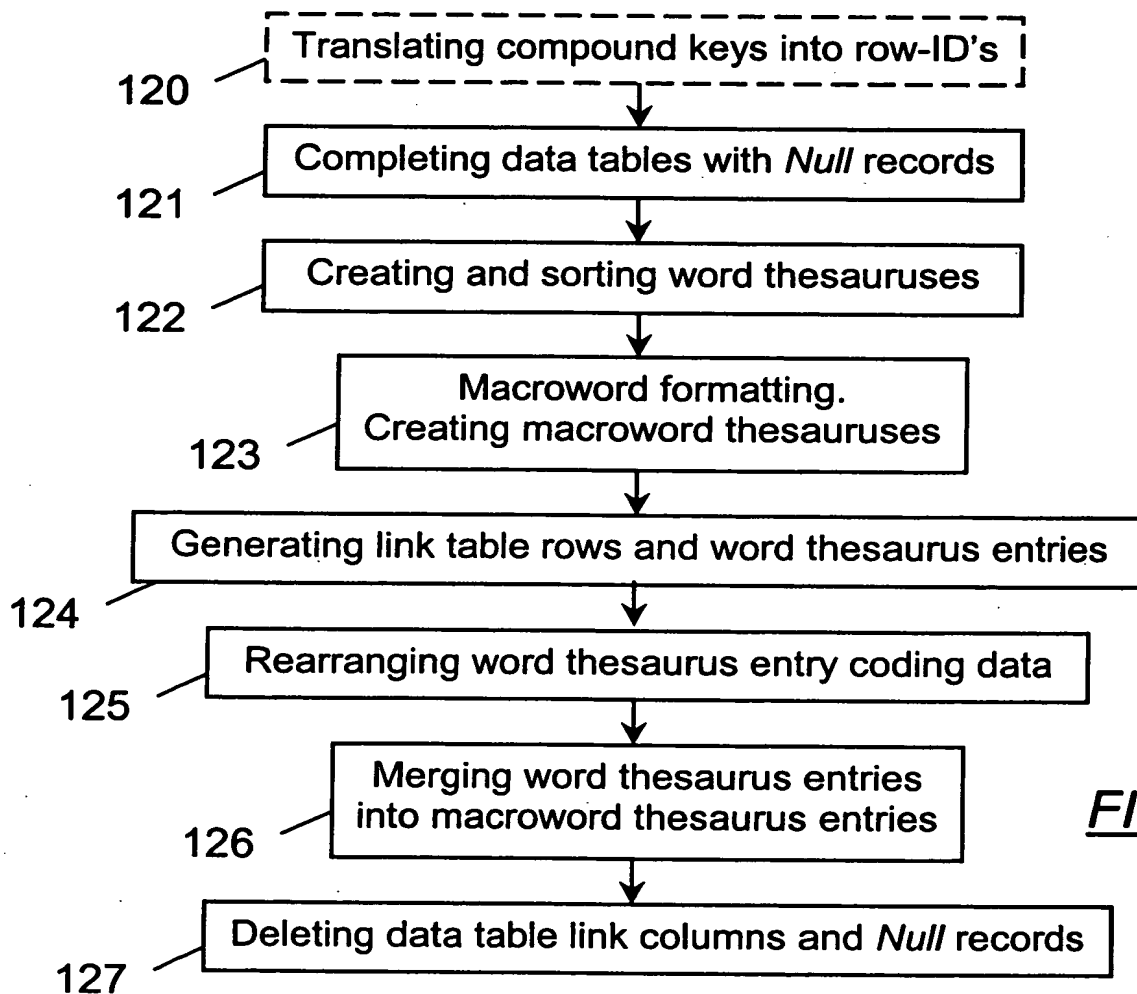 Translating compound keys into row-ID's
120
Completing data tables with Null records
121
Creating and sorting word thesauruses
122
Macroword formatting.
Creating macroword thesauruses
123
Generating link table rows and word thesaurus entries
124
Rearranging word thesaurus entry coding data
125
Merging word thesaurus entries
into macroword thesaurus entries
126
FI
Deleting data table link columns and Null records
127